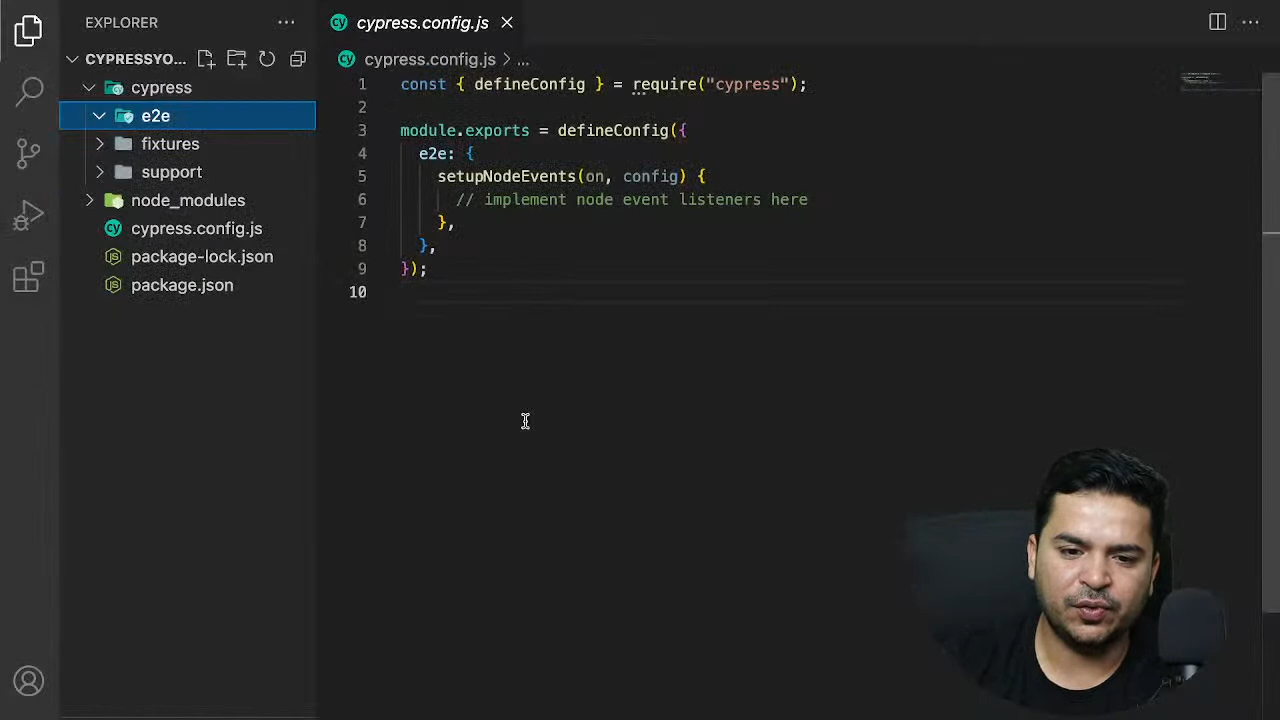 EXPLORER
CYPRESSYO...
cypress
e2e
fixtures
support
node_modules
cypress.config.js
package-lock.json
package.json
cypress.config.js
cypress.config.js > ...
1 const { defineConfig } = require("cypress");
2
3 module.exports = defineConfig({
4 e2e: {
5 setupNodeEvents(on, config) {
6 // implement node event listeners here
7 },
8 },
9 });
10